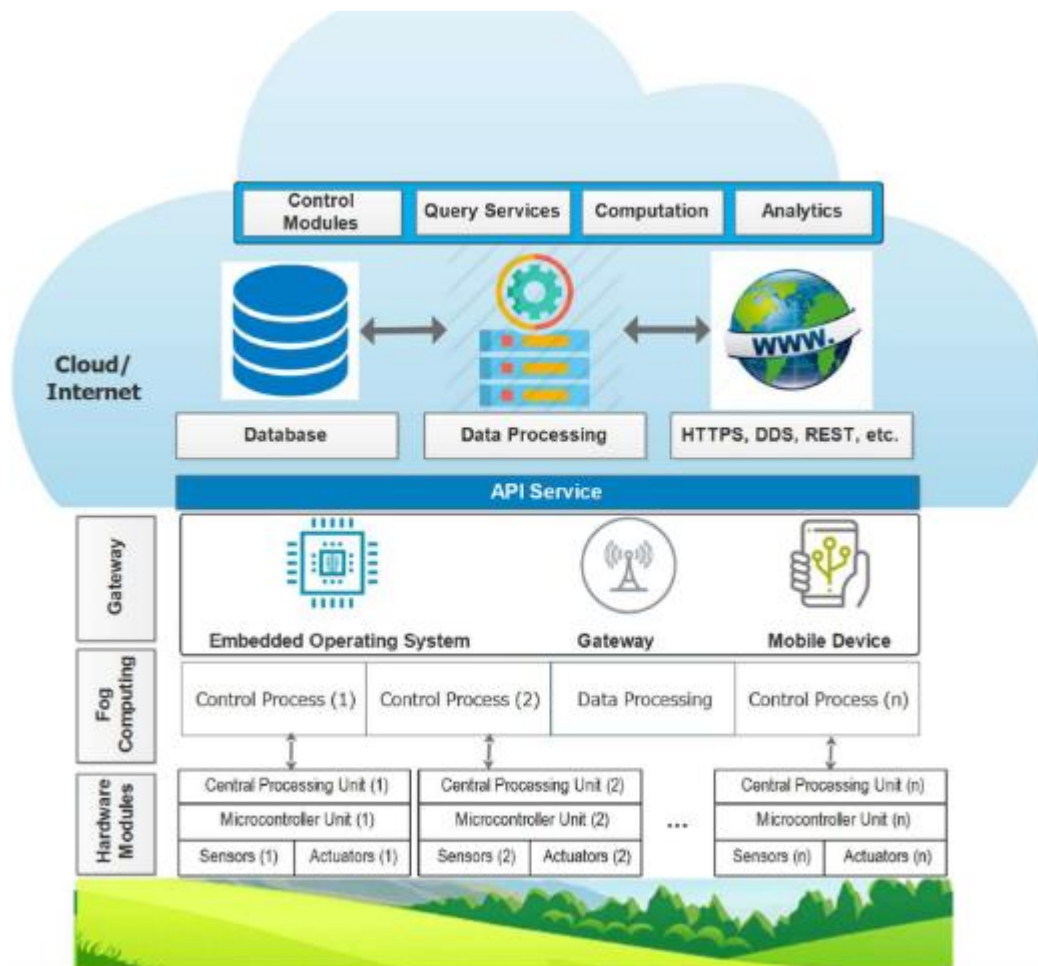 Control
Modules
Query Services
Computation
Analytics
WWW.
Cloud/
Internet
Database
Data Processing
HTTPS, DDS, REST, etc.
API Service
Gateway
Embedded Operating System
Gateway
Mobile Device
Fog
Computing
Control Process (1)
Control Process (2)
Data Processing
Control Process (n)
Hardware
Modules
Central Processing Unit (1)
Microcontroller Unit (1)
Sensors (1)
Actuators (1)
Central Processing Unit (2)
Microcontroller Unit (2)
Sensors (2)
Actuators (2)
...
Central Processing Unit (n)
Microcontroller Unit (n)
Sensors (n)
Actuators (n)